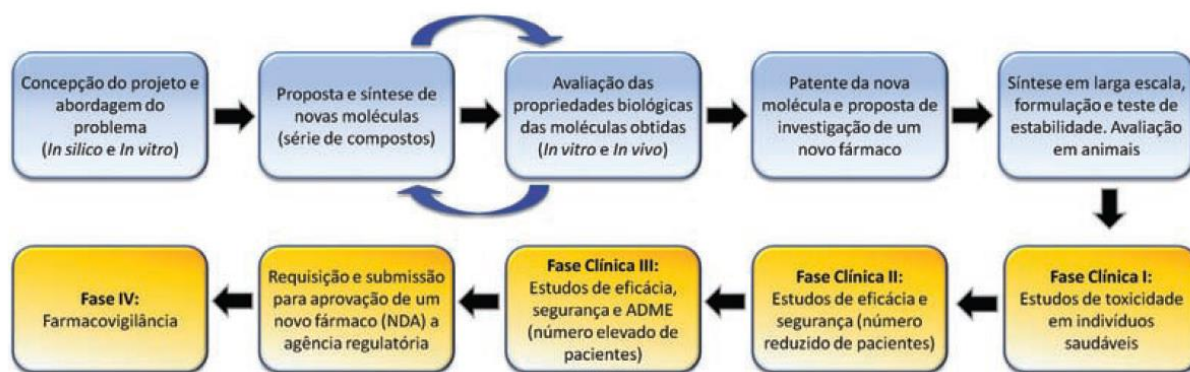 Concepção do projeto e
abordagem do
problema
(In silico e In vitro)
Proposta e síntese de
novas moléculas
(série de compostos)
Avaliação das
propriedades biológicas
das moléculas obtidas
(In vitro e In vivo)
Patente da nova
molécula e proposta de
investigação de um
novo fármaco
Síntese em larga escala,
formulação e teste de
estabilidade. Avaliação
em animais
Fase Clínica I:
Estudos de toxicidade
em indivíduos
saudáveis
Fase Clínica II:
Estudos de eficácia e
segurança (número
reduzido de pacientes)
Fase Clínica III:
Estudos de eficácia,
segurança e ADME
(número elevado de
pacientes)
Requisição e submissão
para aprovação de um
novo fármaco (NDA) a
agência regulatória
Fase IV:
Farmacovigilância